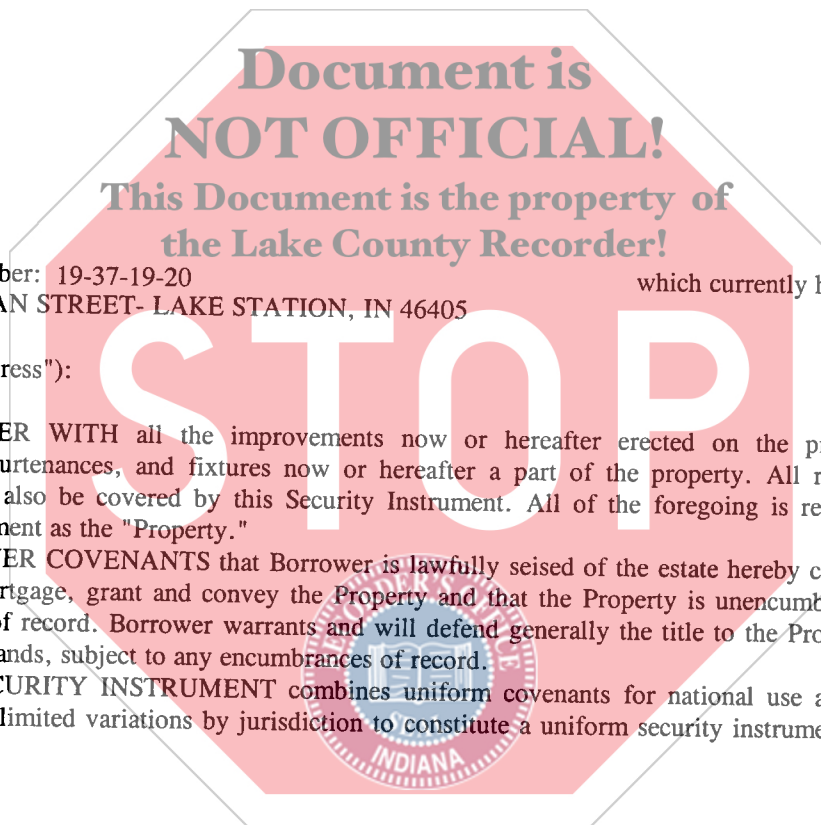 Document is
NOT OFFICIAL!
This Document is the property of
the Lake County Recorder!
ber: 19-37-19-20 which currently h
AN STREET- LAKE STATION, IN 46405
ress"):
ER WITH all the improvements now or hereafter erected on the p
urtenances, and fixtures now or hereafter a part of the property. All r
also be covered by this Security Instrument. All of the foregoing is re
ment as the "Property."
ER COVENANTS that Borrower is lawfully seised of the estate hereby c
rtgage, grant and convey the Property and that the Property is unencumb
of record. Borrower warrants and will defend generally the title to the Pro
ands, subject to any encumbrances of record.
CURITY INSTRUMENT combines uniform covenants for national use a
limited variations by jurisdiction to constitute a uniform security instrume
STOP
RECORDER'S OFFICE
SEAL
INDIANA